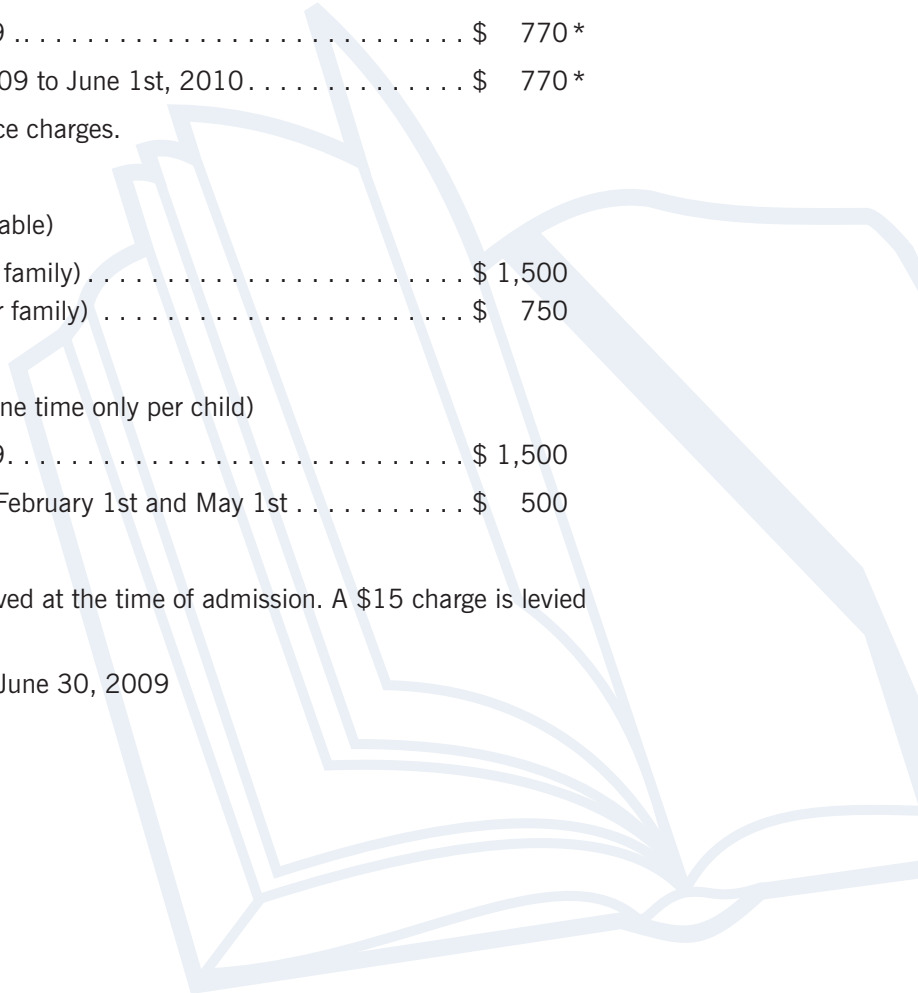 9 .. . . . . . . . . . . . . . . . . . . . . . . . . . . . . $ 770 *
09 to June 1st, 2010 . . . . . . . . . . . . . . $ 770 *
ce charges.
able)
family) . . . . . . . . . . . . . . . . . . . . . . . . $ 1,500
r family) . . . . . . . . . . . . . . . . . . . . . . . $ 750
ne time only per child)
9. . . . . . . . . . . . . . . . . . . . . . . . . . . . . $ 1,500
February 1st and May 1st . . . . . . . . . . . $ 500
ved at the time of admission. A $15 charge is levied
June 30, 2009